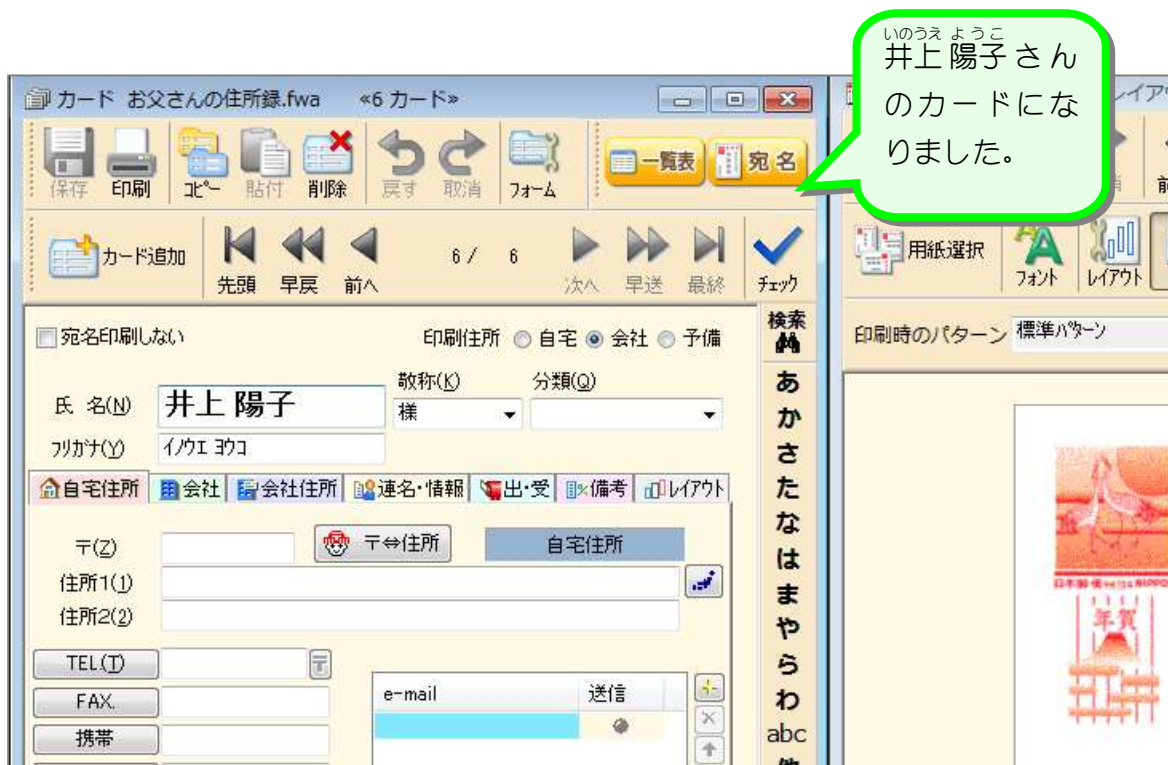 いのうえ ようこ
井上 陽子 さん
のカードにな
りました。
カード お父さんの住所録.fwa «6 カード»
保存 印刷 コピー 貼付 削除 戻す 取消 フォーム 一覧表 宛名
カード追加 先頭 早戻 前へ 6 / 6 次へ 早送 最終 チェック
用紙選択 フォント レイアウト
宛名印刷しない 印刷住所 自宅 会社 予備
検索
印刷時のパターン 標準パターン
敬称(K) 分類(Q)
氏 名(N) 井上 陽子 様
フリガナ(Y) イノウエ ヨウコ
自宅住所 会社 会社住所 連名・情報 出・受 備考 レイアウト
〒(Z) 〒⇔住所 自宅住所
住所1(1)
住所2(2)
TEL(T) 〒
FAX.
携帯
e-mail 送信
あ
か
さ
た
な
は
ま
や
ら
わ
abc
他
年賀